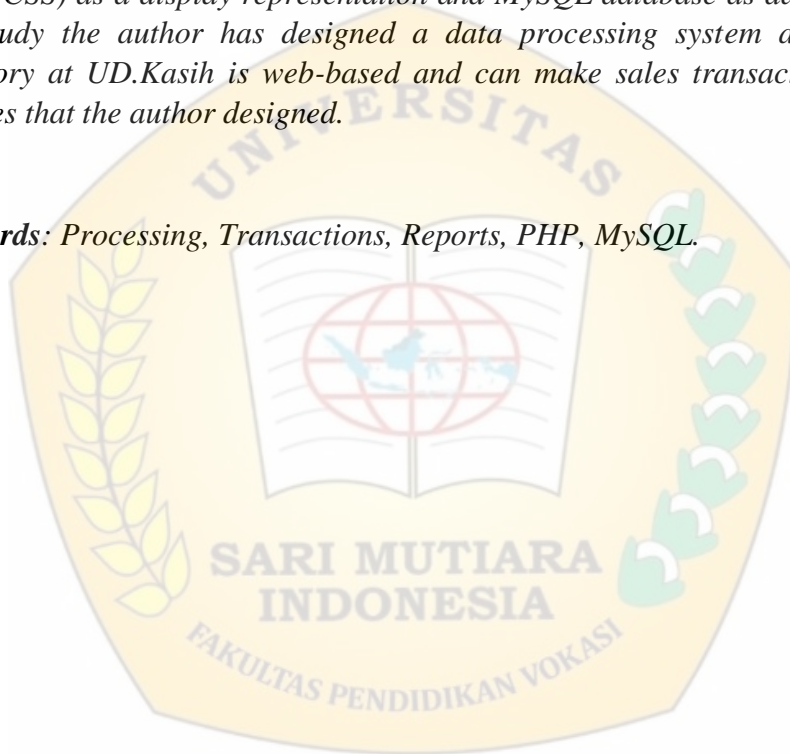 CSS) as a display representation and MySQL database as
udy the author has designed a data processing system
ory at UD.Kasih is web-based and can make sales
es that the author designed.
rds: Processing, Transactions, Reports, PHP, MySQL.
UNIVERSITAS
SARI MUTIARA
INDONESIA
FAKULTAS PENDIDIKAN VOKASI